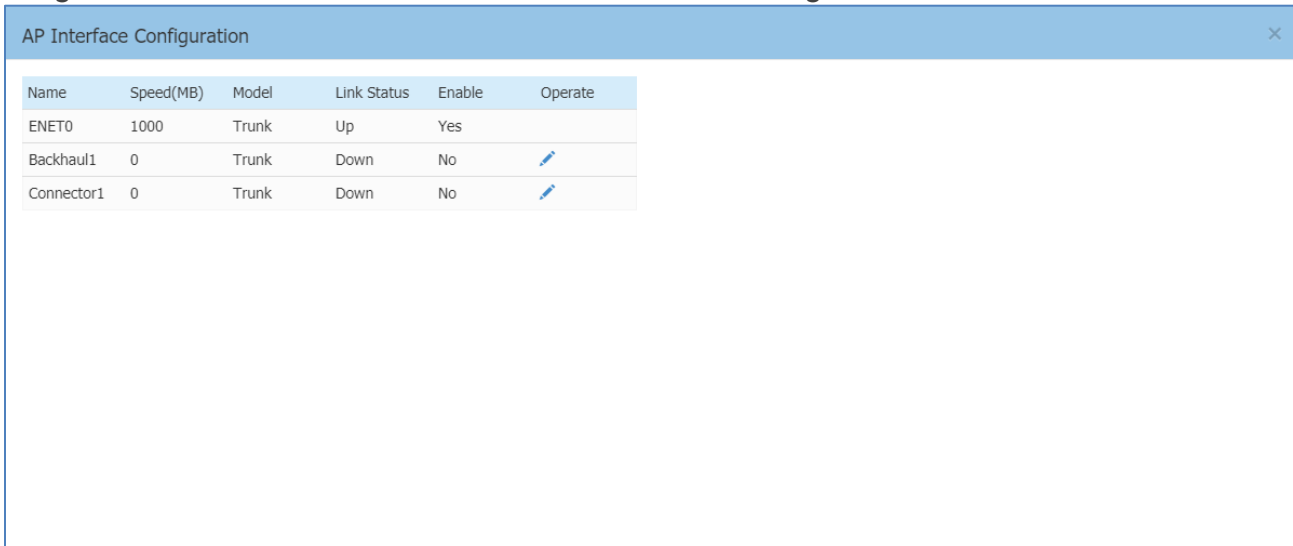 AP Interface Configuration ×
Name Speed(MB) Model Link Status Enable Operate
ENET0 1000 Trunk Up Yes
Backhaul1 0 Trunk Down No
Connector1 0 Trunk Down No